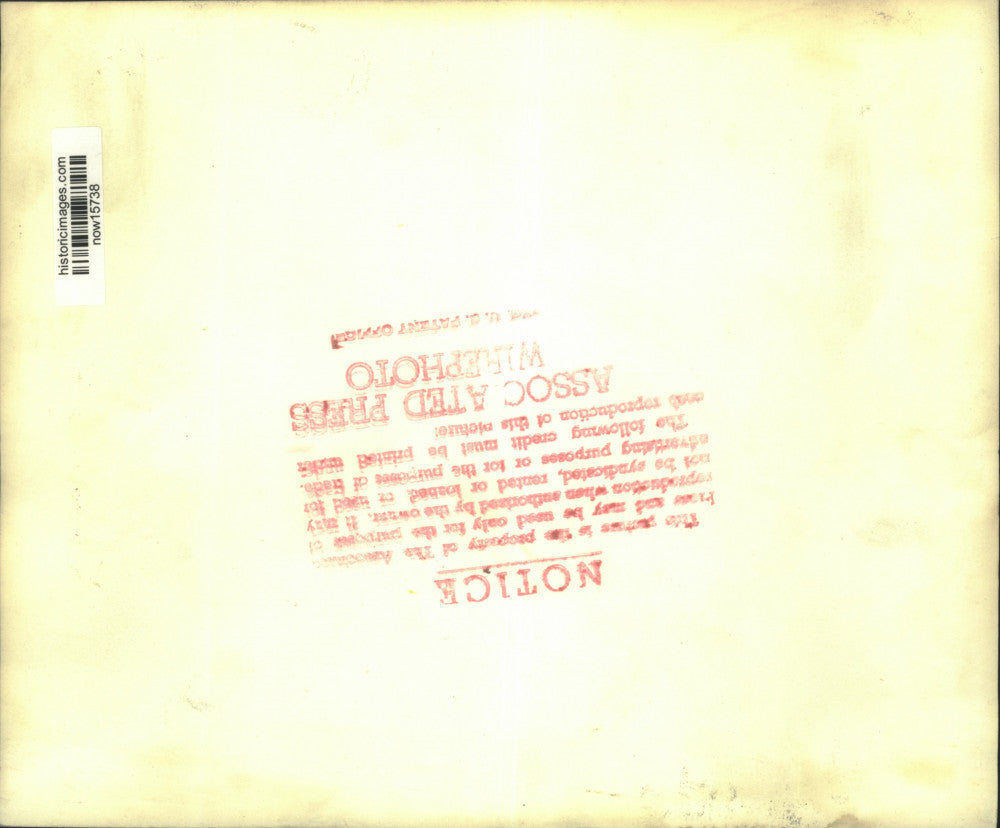 historicimages.com
now15738
NOTICE
This picture is the property of The Associated
Press and may be used only for the purposes of
reproduction when authorized by the owner. It may
not be syndicated, rented or loaned or used for
advertising purposes or for the purposes of trade.
The following credit must be printed under
each reproduction of this picture:
ASSOCIATED PRESS
WIREPHOTO
U. S. PATENT OFFICE